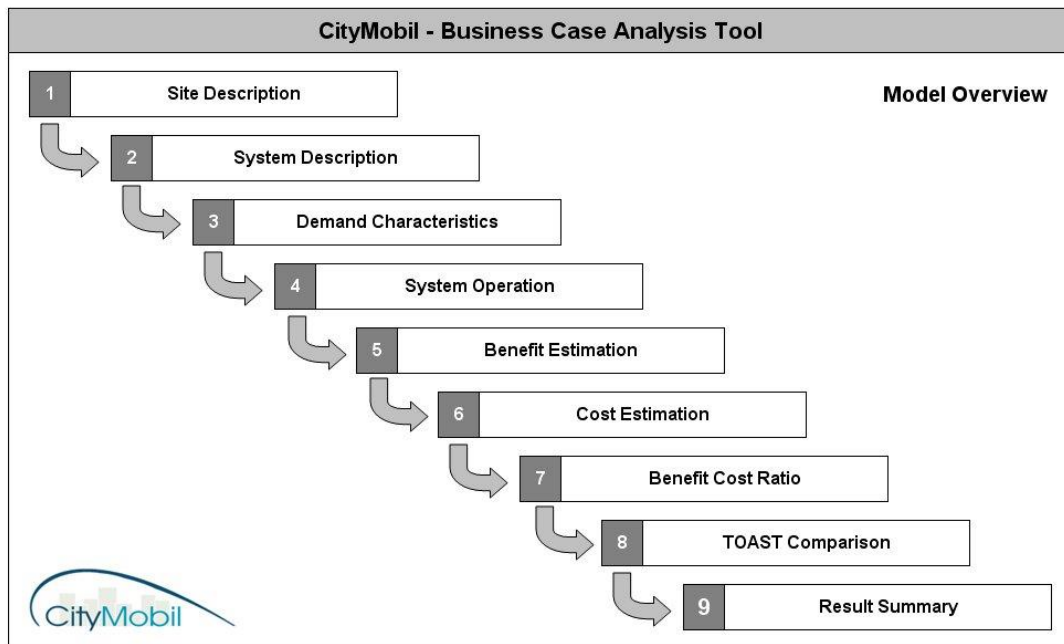 CityMobil - Business Case Analysis Tool
Model Overview
1 Site Description
2 System Description
3 Demand Characteristics
4 System Operation
5 Benefit Estimation
6 Cost Estimation
7 Benefit Cost Ratio
8 TOAST Comparison
9 Result Summary
CityMobil